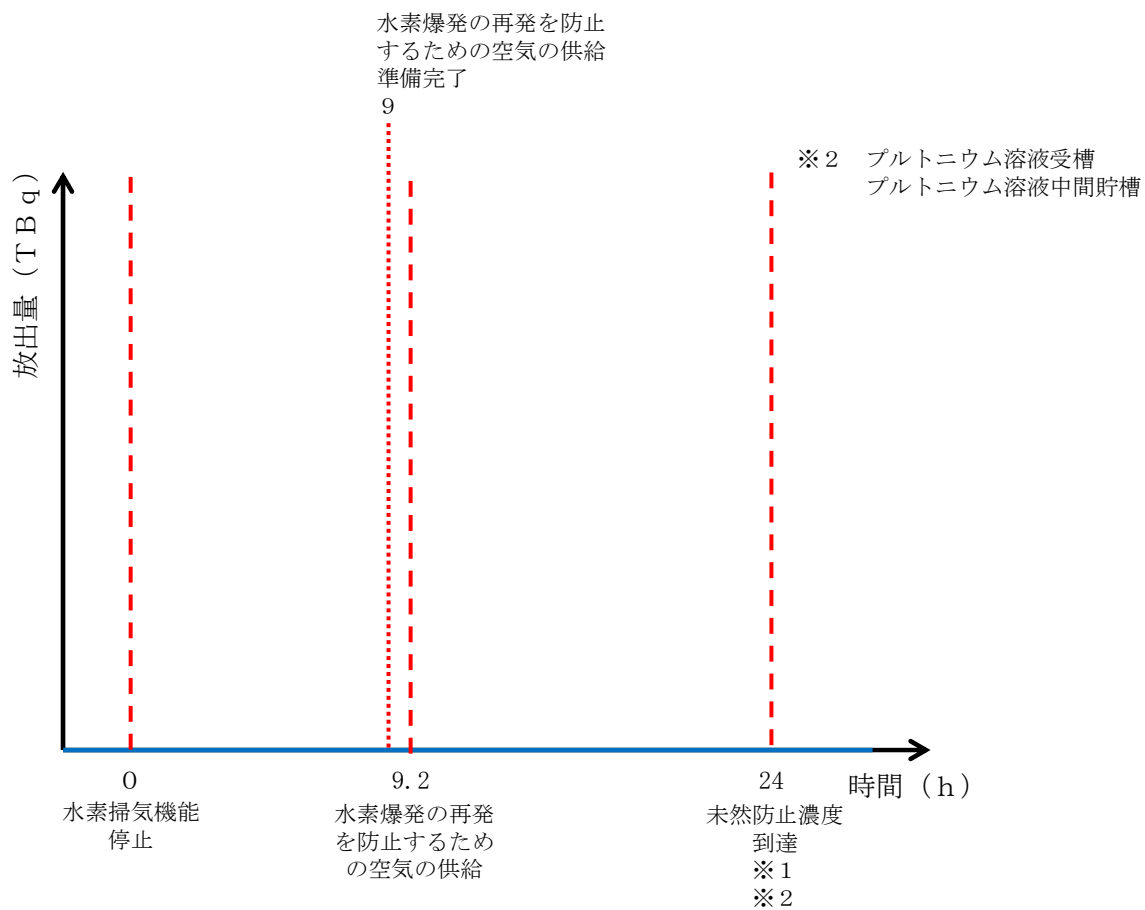 水素爆発の再発を防止
するための空気の供給
準備完了
9
※２　プルトニウム溶液受槽
プルトニウム溶液中間貯槽
放出量（ＴＢｑ）
0
9.2
24
時間（ｈ）
水素掃気機能
停止
水素爆発の再発
を防止するため
の空気の供給
未然防止濃度
到達
※１
※２